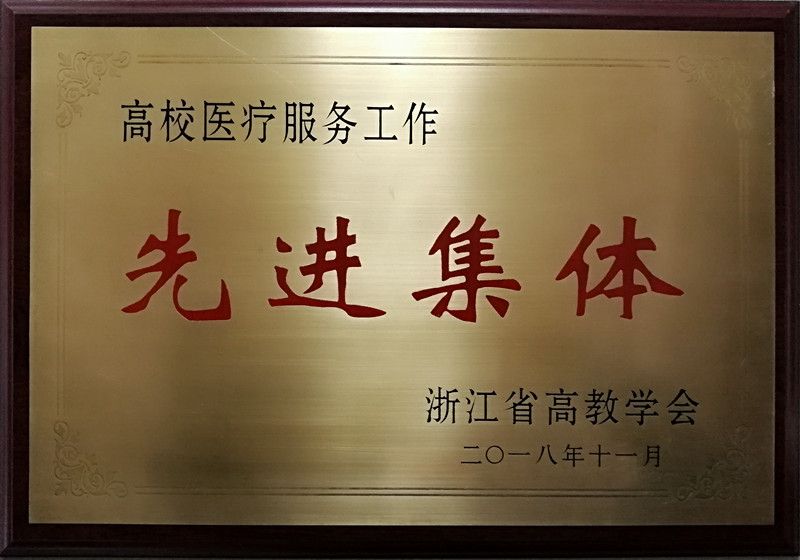 高校医疗服务工作
先进集体
浙江省高教学会
二〇一八年十一月